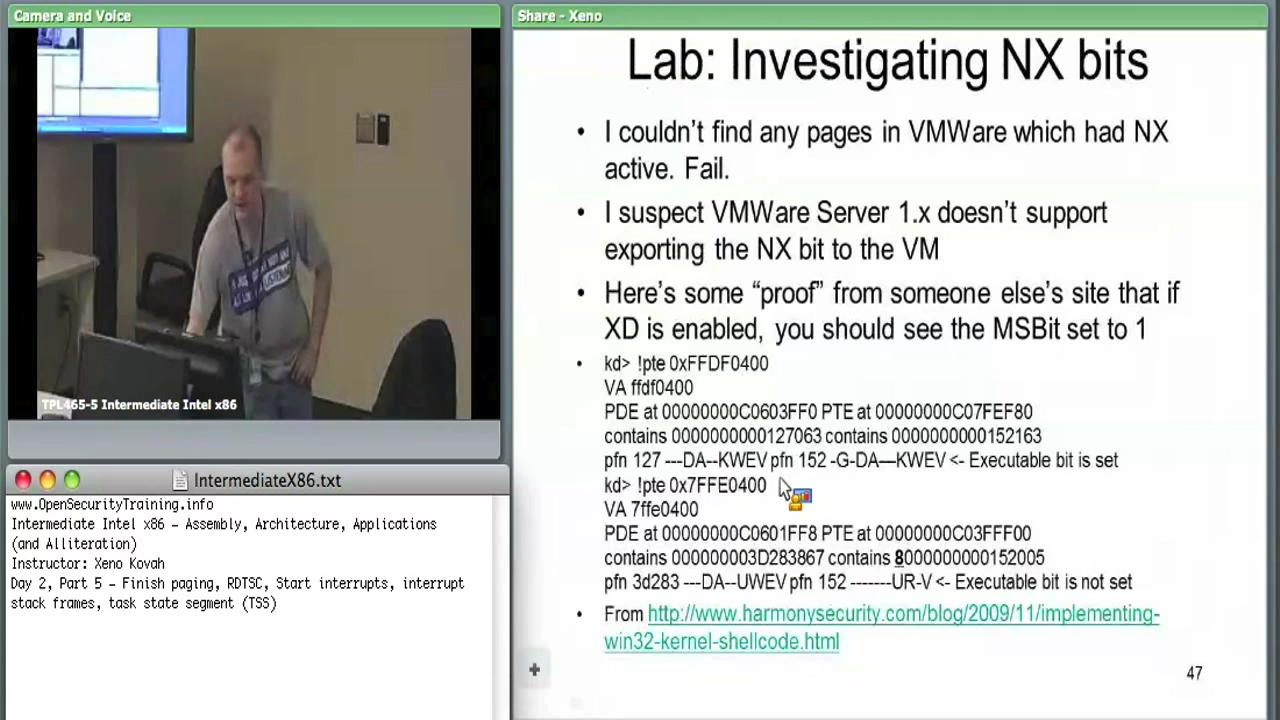 Camera and Voice
TPL465-5 Intermediate Intel x86
IntermediateX86.txt
www.OpenSecurityTraining.info
Intermediate Intel x86 – Assembly, Architecture, Applications
(and Alliteration)
Instructor: Xeno Kovah
Day 2, Part 5 – Finish paging, RDTSC, Start interrupts, interrupt
stack frames, task state segment (TSS)
Share - Xeno
Lab: Investigating NX bits
• I couldn't find any pages in VMWare which had NX
active. Fail.
• I suspect VMWare Server 1.x doesn't support
exporting the NX bit to the VM
• Here's some “proof” from someone else's site that if
XD is enabled, you should see the MSBit set to 1
• kd> !pte 0xFFDF0400
VA ffdf0400
PDE at 00000000C0603FF0 PTE at 00000000C07FEF80
contains 0000000000127063 contains 0000000000152163
pfn 127 ---DA--KWEV pfn 152 -G-DA—KWEV <- Executable bit is set
kd> !pte 0x7FFE0400
VA 7ffe0400
PDE at 00000000C0601FF8 PTE at 00000000C03FFF00
contains 000000003D283867 contains 8000000000152005
pfn 3d283 ---DA--UWEV pfn 152 -------UR-V <- Executable bit is not set
• From http://www.harmonysecurity.com/blog/2009/11/implementing-
win32-kernel-shellcode.html
47